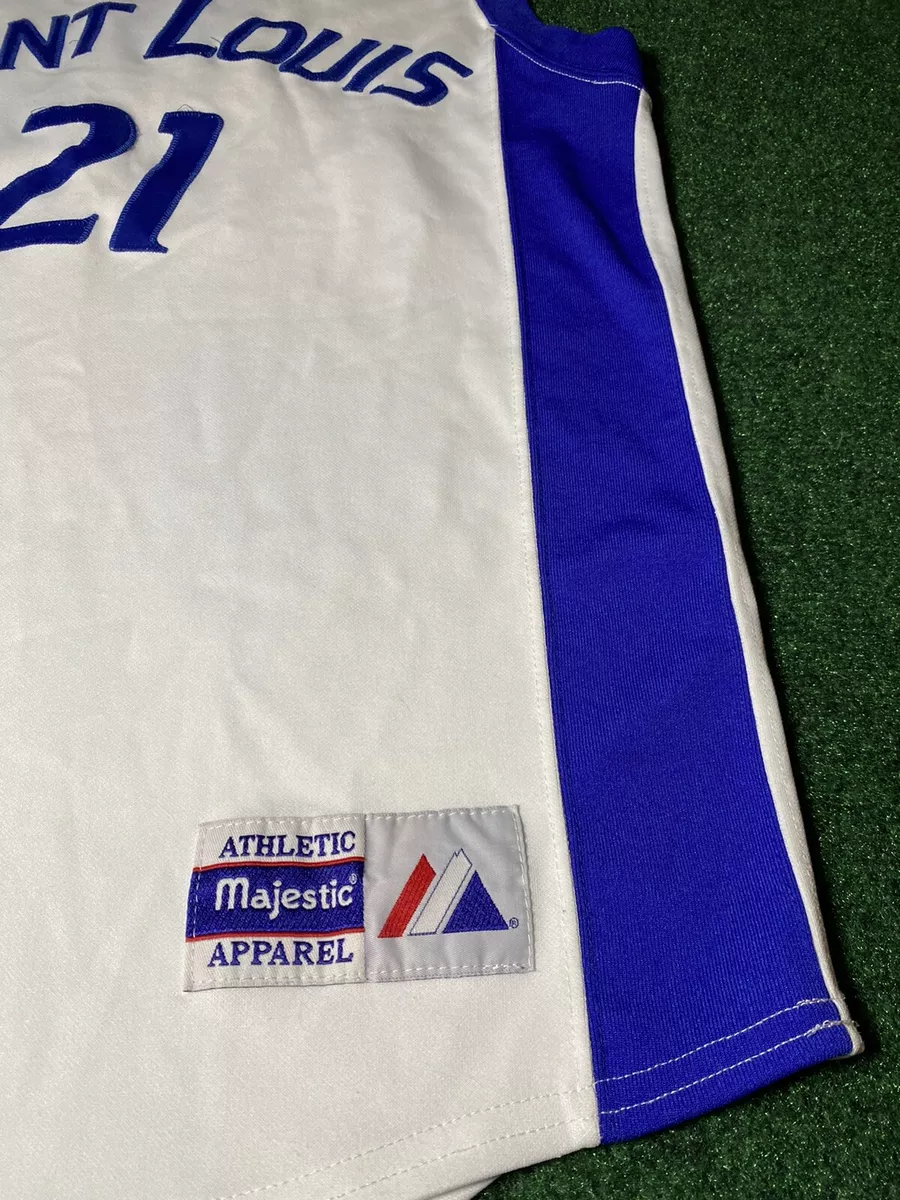 NT LOUIS
21
ATHLETIC
Majestic®
APPAREL
®